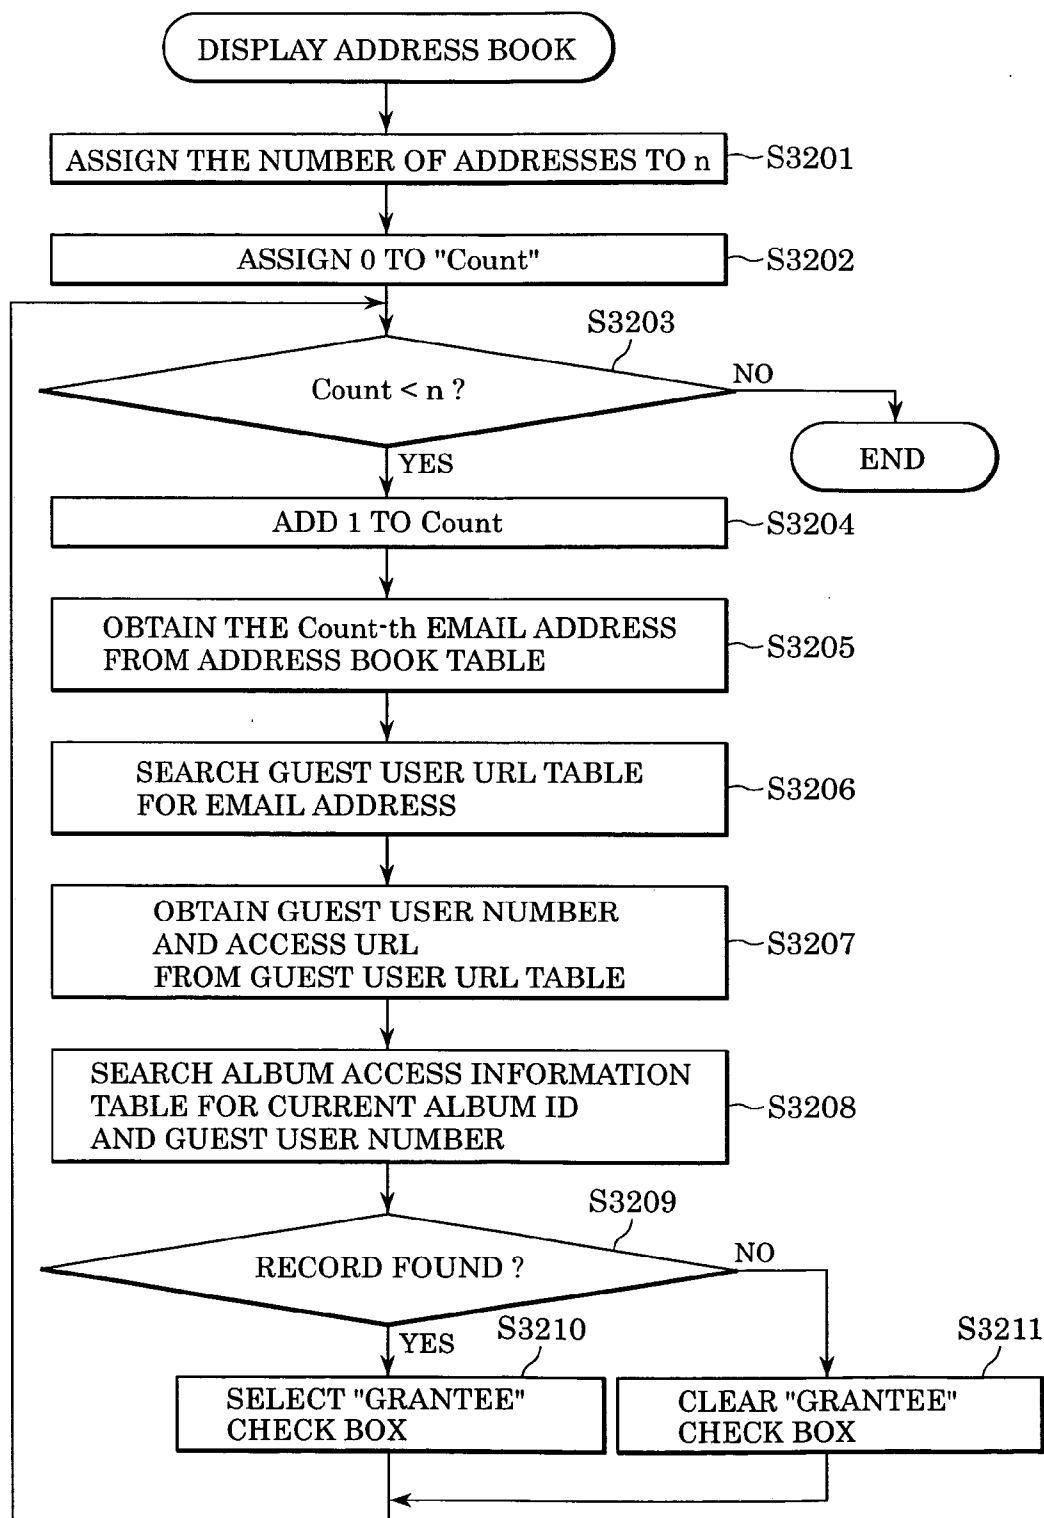 DISPLAY ADDRESS BOOK
ASSIGN THE NUMBER OF ADDRESSES TO n
S3201
ASSIGN 0 TO "Count"
S3202
S3203
Count < n ?
NO
END
YES
ADD 1 TO Count
S3204
OBTAIN THE Count-th EMAIL ADDRESS
FROM ADDRESS BOOK TABLE
S3205
SEARCH GUEST USER URL TABLE
FOR EMAIL ADDRESS
S3206
OBTAIN GUEST USER NUMBER
AND ACCESS URL
FROM GUEST USER URL TABLE
S3207
SEARCH ALBUM ACCESS INFORMATION
TABLE FOR CURRENT ALBUM ID
AND GUEST USER NUMBER
S3208
S3209
RECORD FOUND ?
NO
YES
S3210
S3211
SELECT "GRANTEE"
CHECK BOX
CLEAR "GRANTEE"
CHECK BOX